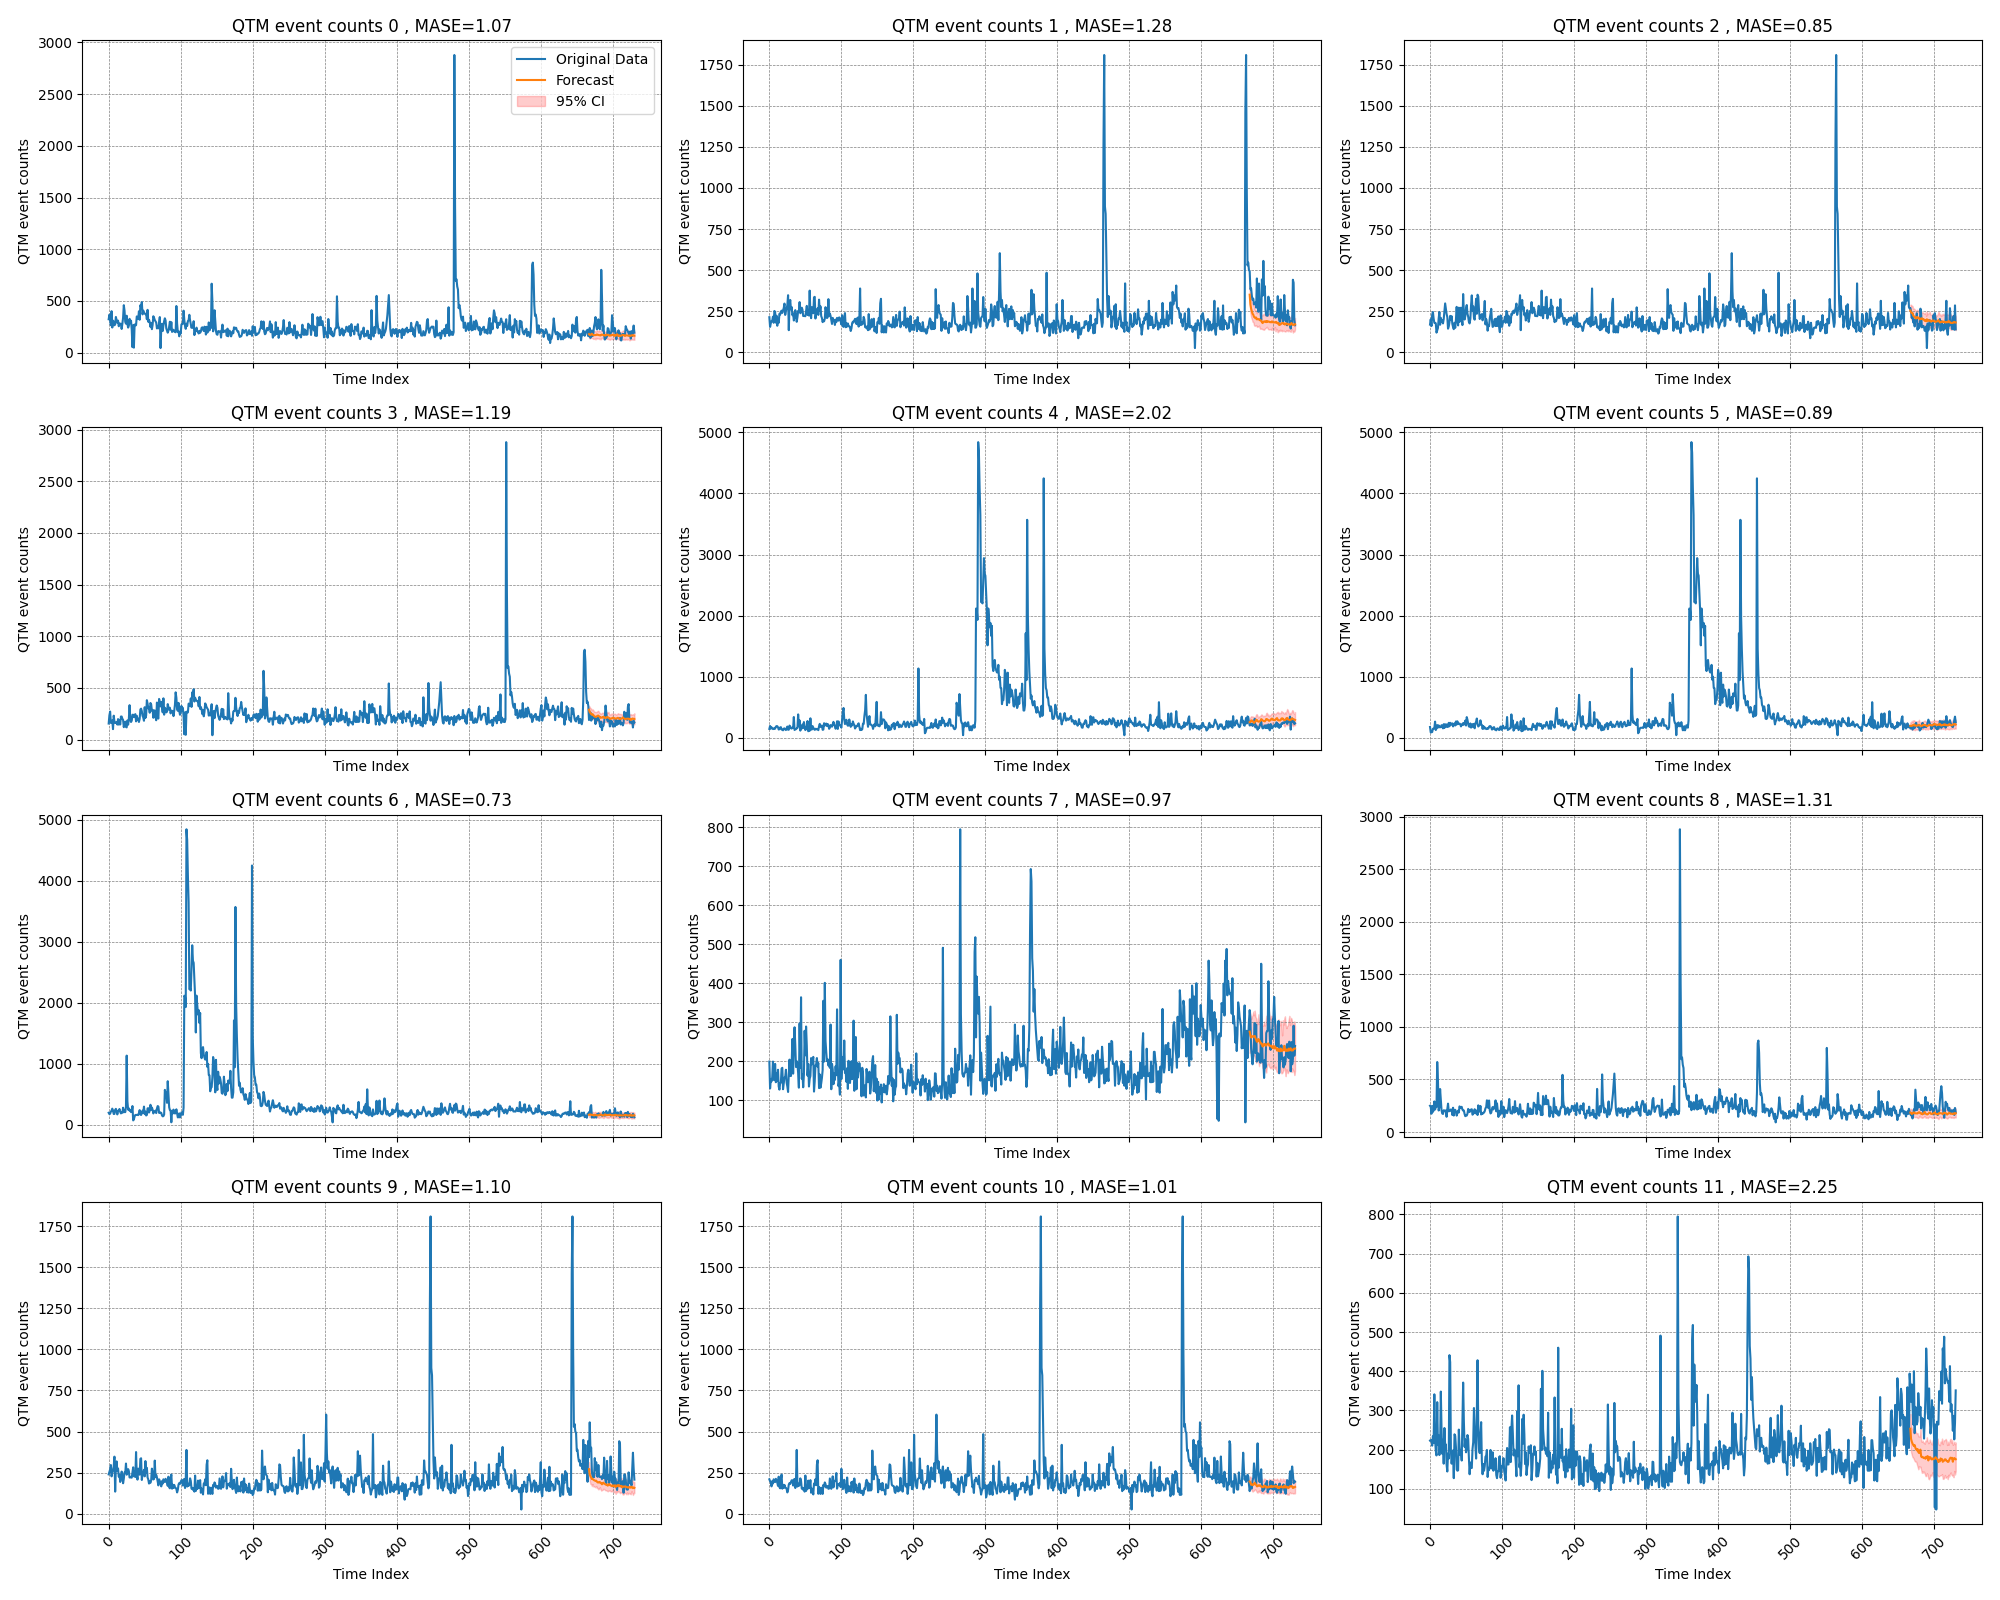 QTM event counts 0 , MASE=1.07
3000
2500
2000
1500
1000
500
0
QTM event counts
Time Index
Original Data
Forecast
95% CI
QTM event counts 1 , MASE=1.28
1750
1500
1250
1000
750
500
250
0
QTM event counts
Time Index
QTM event counts 2 , MASE=0.85
1750
1500
1250
1000
750
500
250
0
QTM event counts
Time Index
QTM event counts 3 , MASE=1.19
3000
2500
2000
1500
1000
500
0
QTM event counts
Time Index
QTM event counts 4 , MASE=2.02
5000
4000
3000
2000
1000
0
QTM event counts
Time Index
QTM event counts 5 , MASE=0.89
5000
4000
3000
2000
1000
0
QTM event counts
Time Index
QTM event counts 6 , MASE=0.73
5000
4000
3000
2000
1000
0
QTM event counts
Time Index
QTM event counts 7 , MASE=0.97
800
700
600
500
400
300
200
100
QTM event counts
Time Index
QTM event counts 8 , MASE=1.31
3000
2500
2000
1500
1000
500
0
QTM event counts
Time Index
QTM event counts 9 , MASE=1.10
1750
1500
1250
1000
750
500
250
0
QTM event counts
0 100 200 300 400 500 600 700
Time Index
QTM event counts 10 , MASE=1.01
1750
1500
1250
1000
750
500
250
0
QTM event counts
0 100 200 300 400 500 600 700
Time Index
QTM event counts 11 , MASE=2.25
800
700
600
500
400
300
200
100
QTM event counts
0 100 200 300 400 500 600 700
Time Index